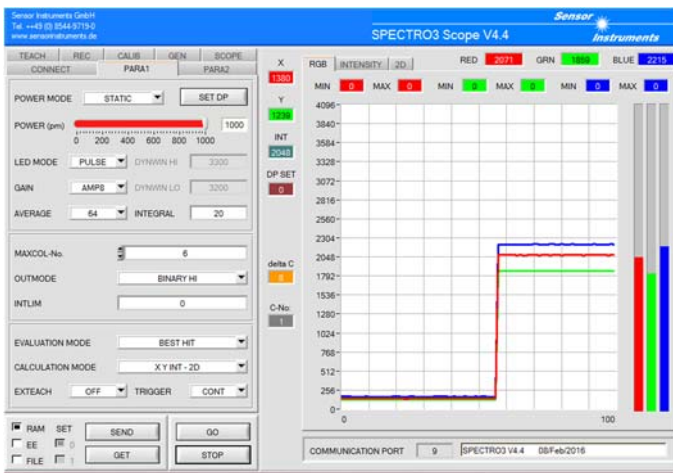 Sensor Instruments GmbH
Tel. ++49 (0) 8544-9719-0
www.sensorinstruments.de
SPECTRO3 Scope V4.4
Sensor
Instruments
TEACH REC CALIB GEN SCOPE
CONNECT PARA1 PARA2
POWER MODE STATIC SET DP
POWER (pm) 1000
0 200 400 600 800 1000
LED MODE PULSE DYNWIN HI 3300
GAIN AMP8 DYNWIN LO 3200
AVERAGE 64 INTEGRAL 20
MAXCOL-No. 6
OUTMODE BINARY HI
INTLIM 0
EVALUATION MODE BEST HIT
CALCULATION MODE X Y INT - 2D
EXTEACH OFF TRIGGER CONT
RAM SET SEND GO
EE 0
FILE 1 GET STOP
X
1380
Y
1239
INT
2048
DP SET
0
delta C
0
C-No:
1
RGB INTENSITY 2D RED 2071 GRN 1859 BLUE 2215
MIN 0 MAX 0 MIN 0 MAX 0 MIN 0 MAX 0
4096
3840
3584
3328
3072
2816
2560
2304
2048
1792
1536
1280
1024
768
512
256
0
0 100
COMMUNICATION PORT 9 SPECTRO3 V4.4 08/Feb/2016